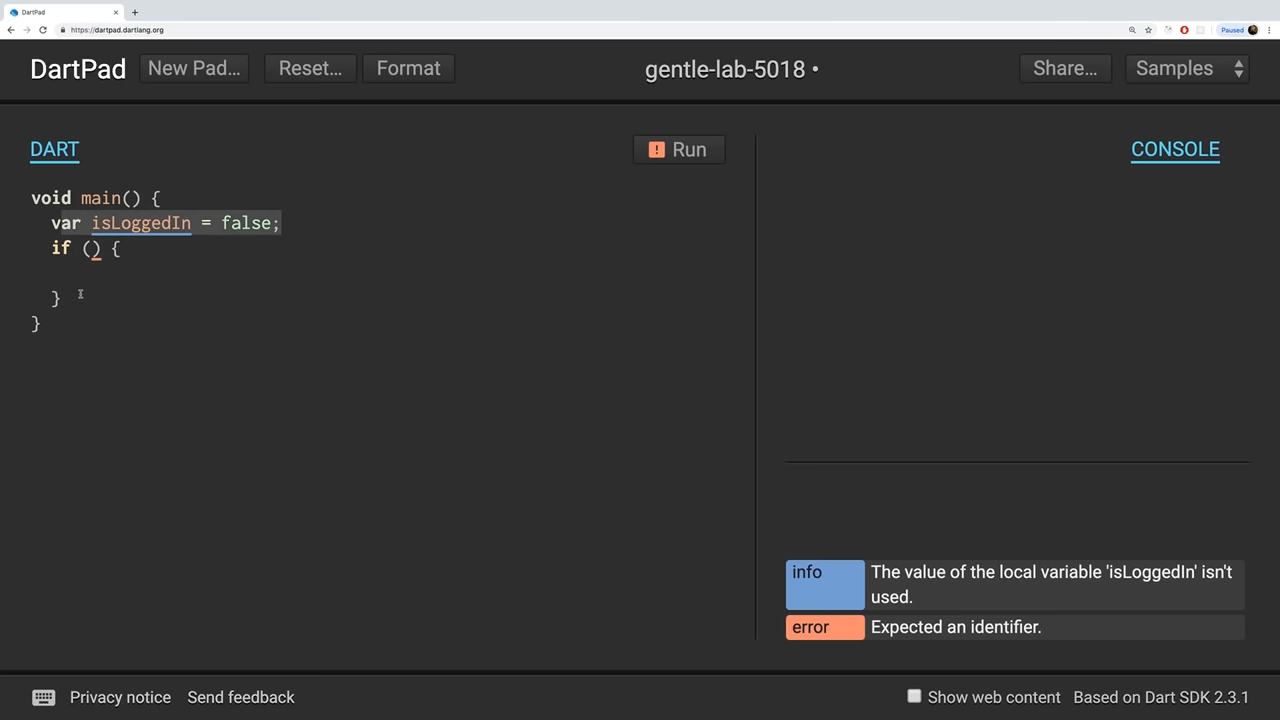 DartPad
https://dartpad.dartlang.org
Paused
DartPad
New Pad...
Reset...
Format
gentle-lab-5018 •
Share...
Samples
DART
Run
CONSOLE
void main() {
var isLoggedIn = false;
if () {
}
}
info
The value of the local variable 'isLoggedIn' isn't
used.
error
Expected an identifier.
Privacy notice
Send feedback
Show web content
Based on Dart SDK 2.3.1